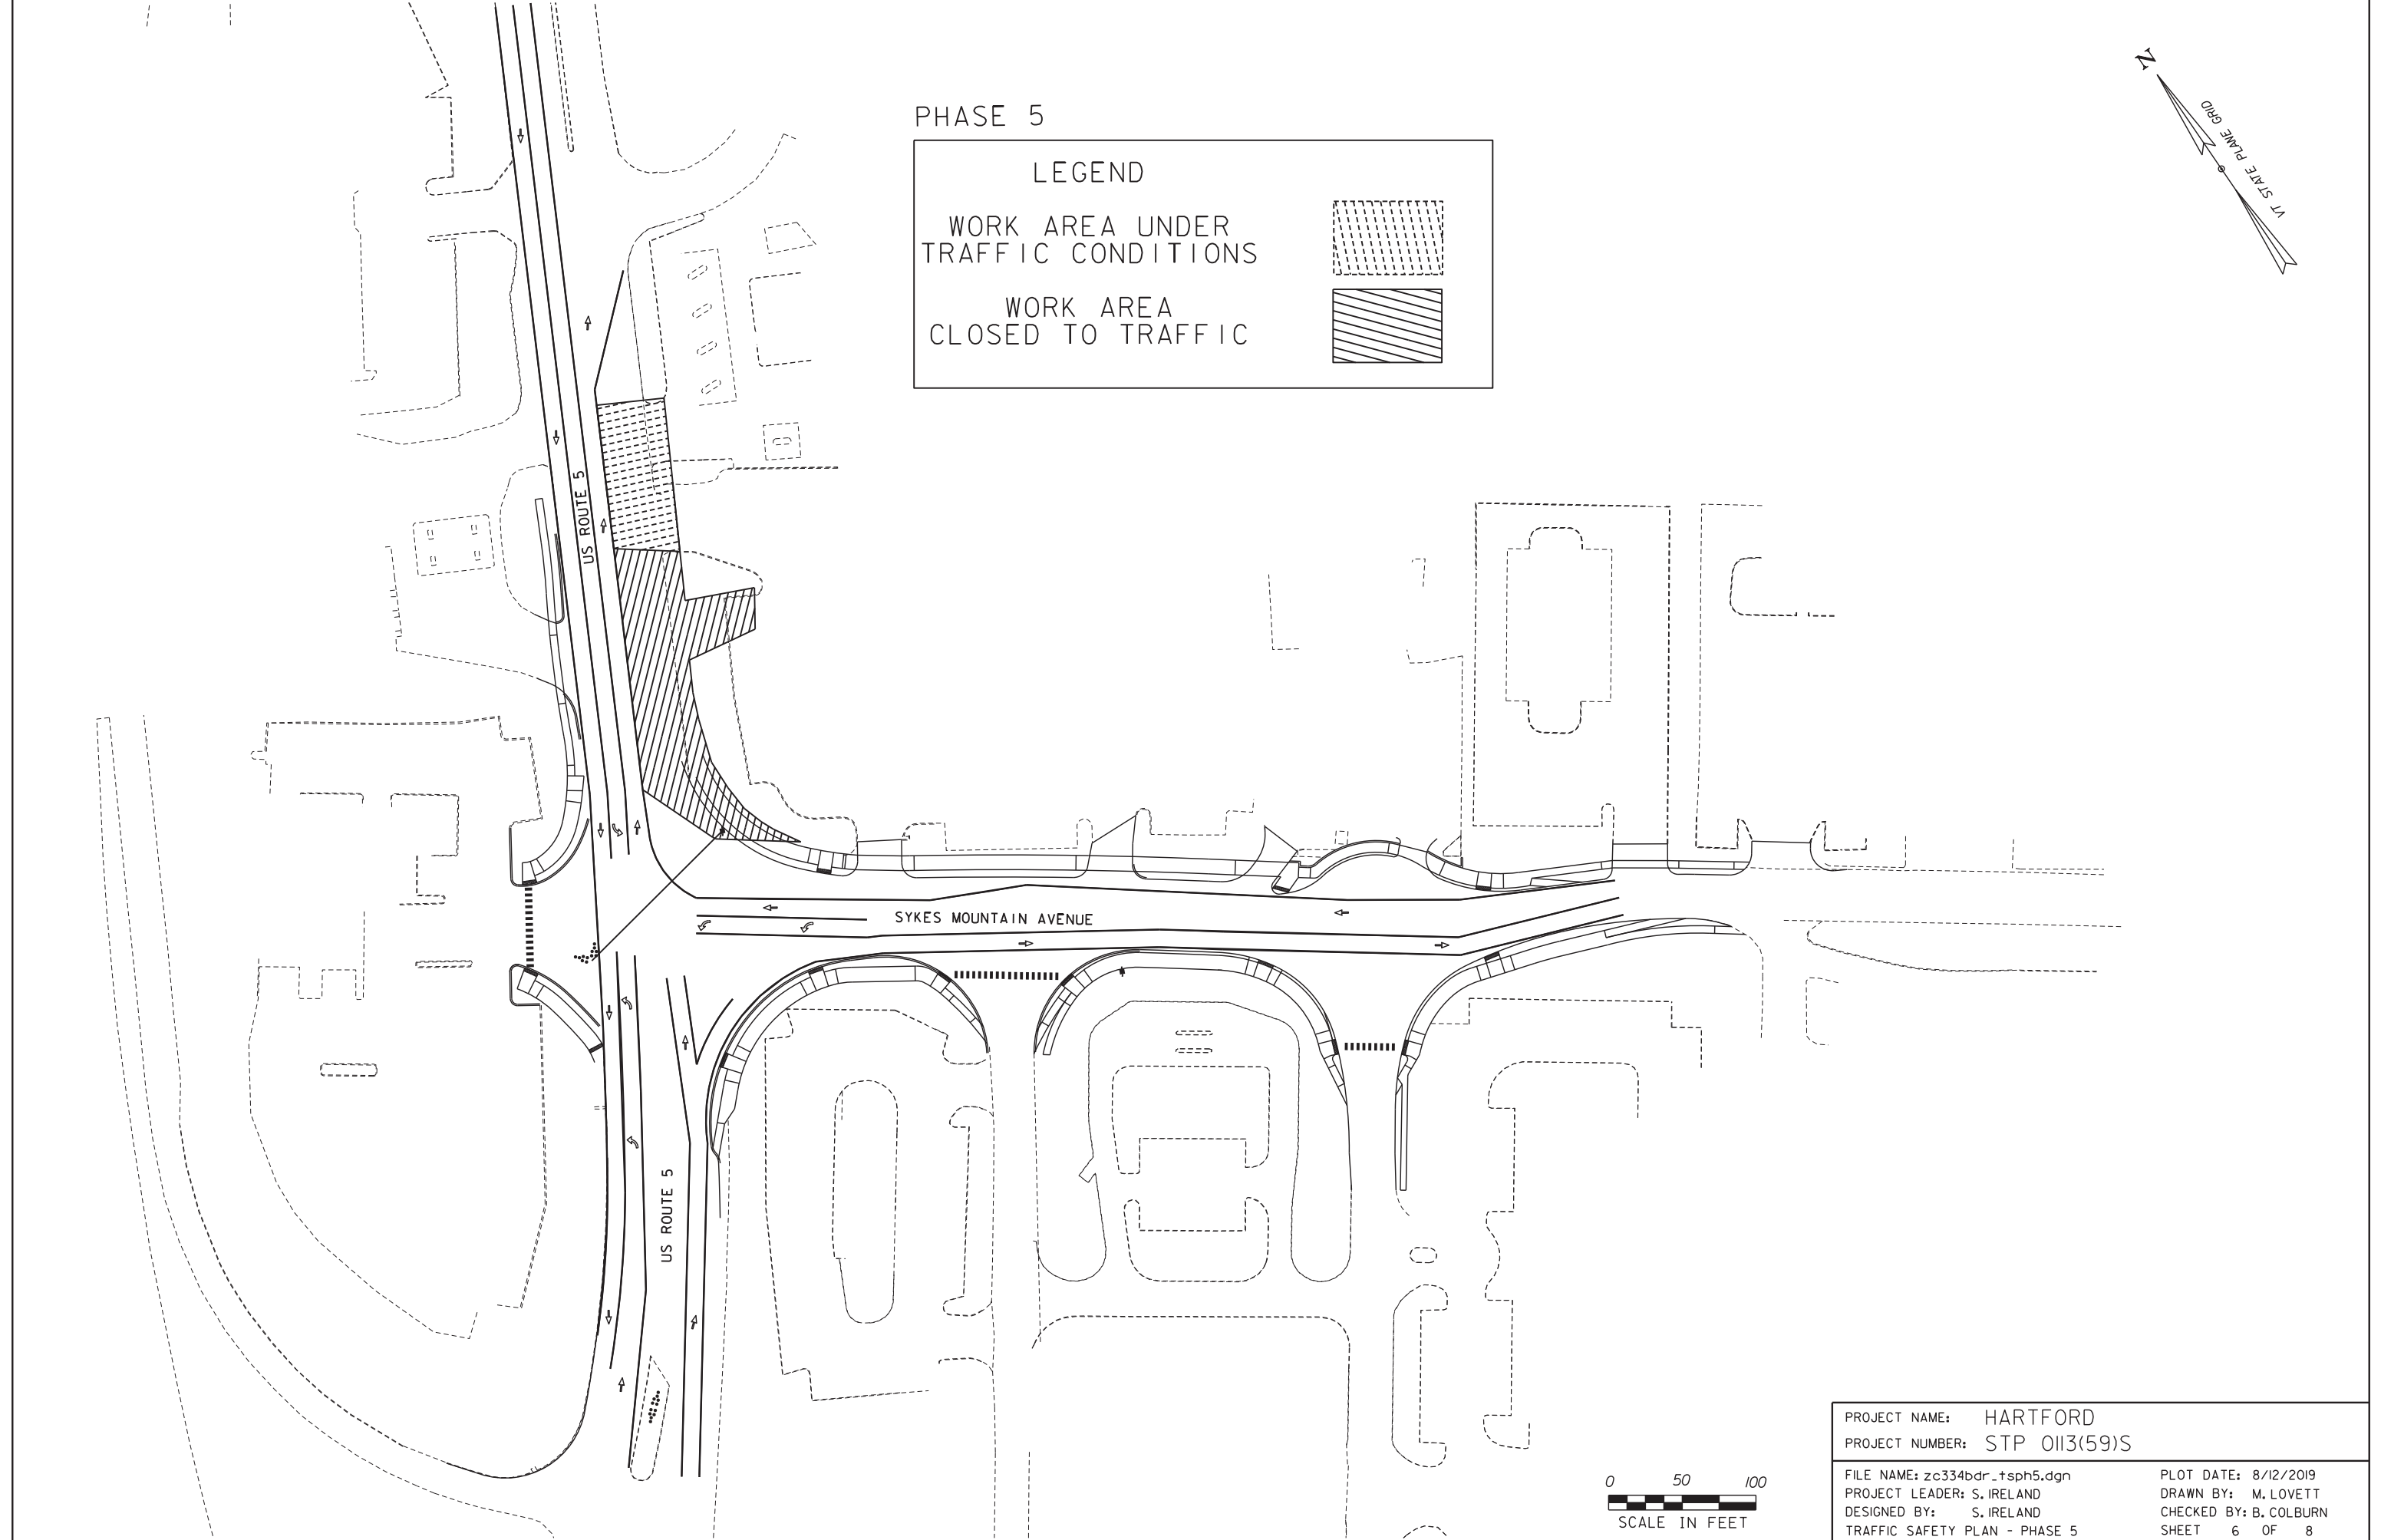 PHASE 5
LEGEND
WORK AREA UNDER
TRAFFIC CONDITIONS
WORK AREA
CLOSED TO TRAFFIC
N
VT STATE PLANE GRID
US ROUTE 5
SYKES MOUNTAIN AVENUE
US ROUTE 5
0 50 100
SCALE IN FEET
PROJECT NAME: HARTFORD
PROJECT NUMBER: STP 0113(59)S
FILE NAME: zc334bdr_tsph5.dgn PLOT DATE: 8/12/2019
PROJECT LEADER: S. IRELAND DRAWN BY: M. LOVETT
DESIGNED BY: S. IRELAND CHECKED BY: B. COLBURN
TRAFFIC SAFETY PLAN - PHASE 5 SHEET 6 OF 8